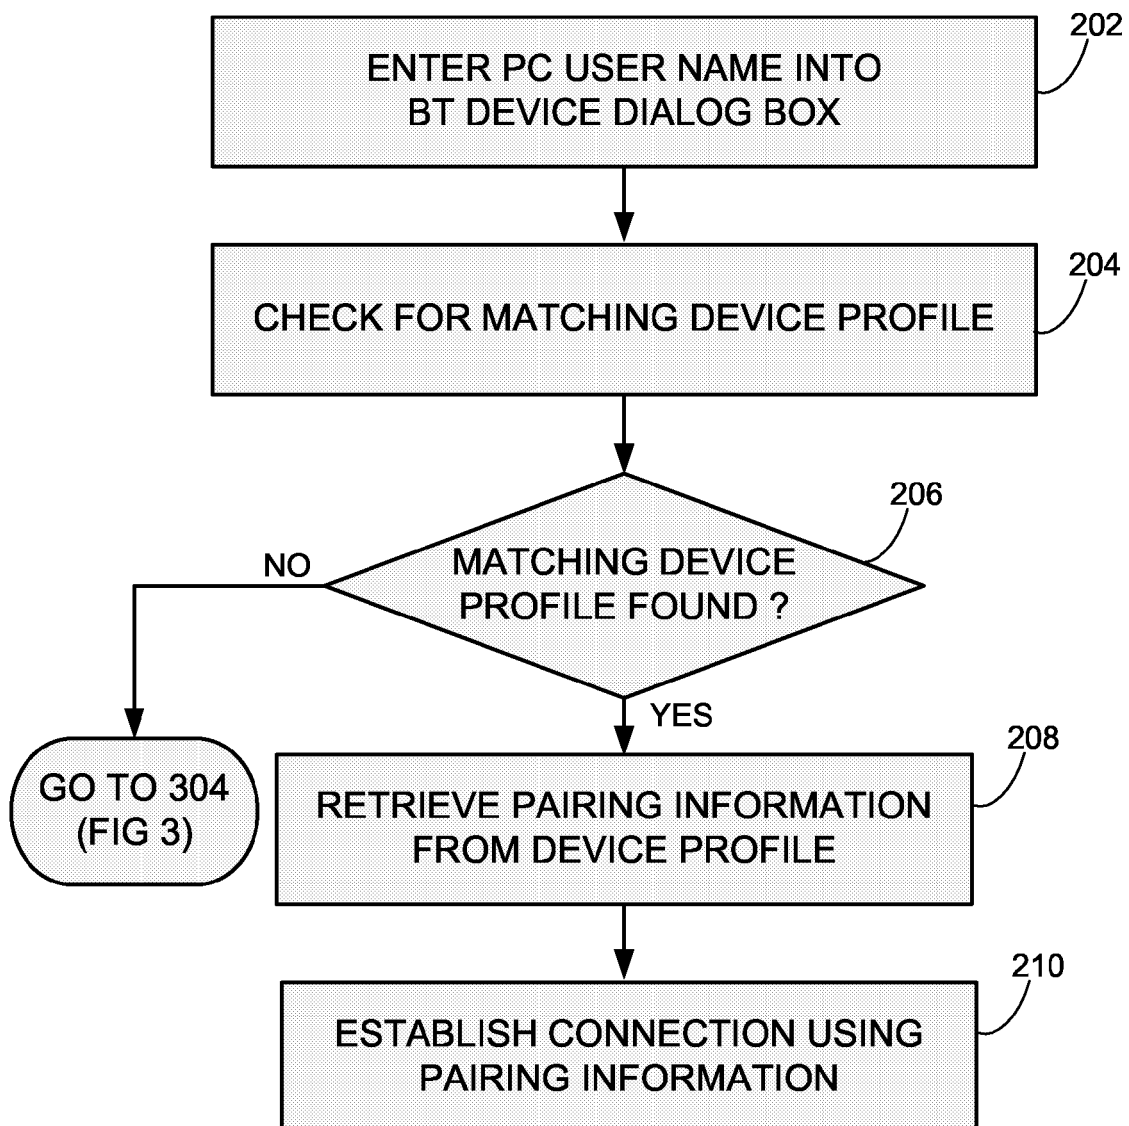 202
ENTER PC USER NAME INTO
BT DEVICE DIALOG BOX
204
CHECK FOR MATCHING DEVICE PROFILE
206
MATCHING DEVICE
PROFILE FOUND ?
NO
YES
GO TO 304
(FIG 3)
208
RETRIEVE PAIRING INFORMATION
FROM DEVICE PROFILE
210
ESTABLISH CONNECTION USING
PAIRING INFORMATION